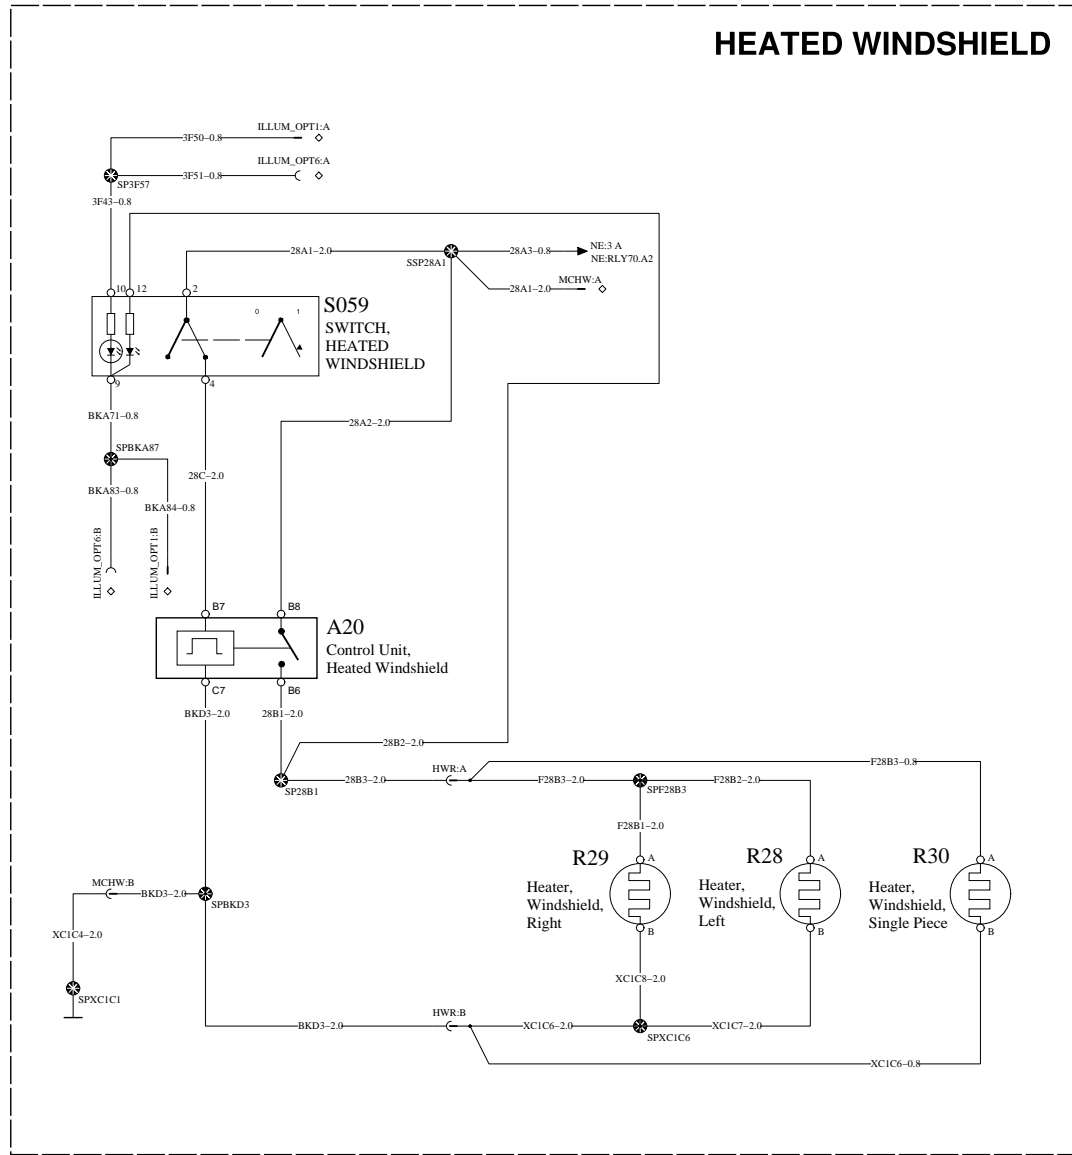 HEATED WINDSHIELD
ILLUM_OPT1:A
3F50-0.8
ILLUM_OPT6:A
3F51-0.8
SP3F57
3F43-0.8
28A1-2.0
28A3-0.8
NE:3 A
NE:RLY70.A2
SSP28A1
MCHW:A
28A1-2.0
10
12
2
S059
SWITCH,
HEATED
WINDSHIELD
0
1
9
4
BKA71-0.8
28A2-2.0
SPBKA87
28C-2.0
BKA83-0.8
BKA84-0.8
ILLUM_OPT6:B
ILLUM_OPT1:B
B7
B8
A20
Control Unit,
Heated Windshield
C7
B6
BKD3-2.0
28B1-2.0
28B2-2.0
F28B3-0.8
HWR:A
28B3-2.0
F28B3-2.0
F28B2-2.0
SP28B1
SPF28B3
F28B1-2.0
R29
A
R28
A
R30
A
Heater,
Windshield,
Right
Heater,
Windshield,
Left
Heater,
Windshield,
Single Piece
B
B
B
MCHW:B
BKD3-2.0
SPBKD3
XC1C4-2.0
XC1C8-2.0
SPXC1C1
HWR:B
BKD3-2.0
XC1C6-2.0
XC1C7-2.0
SPXC1C6
XC1C6-0.8